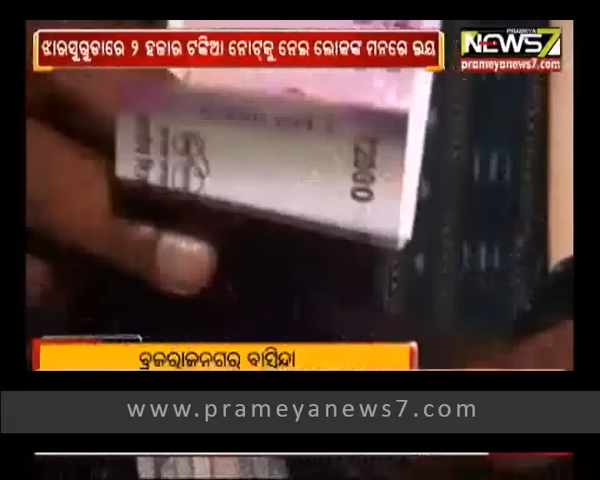 ଝାରସୁଗୁଡାରେ ୨ ହଜାର ଟଙ୍କିଆ ନୋଟ୍‌କୁ ନେଇ ଲୋକଙ୍କ ମନରେ ଭୟ
PRAMEYA
NEWS7
prameyanews7.com
ବ୍ରଜରାଜନଗର ବାସିନ୍ଦା
www.prameyanews7.com